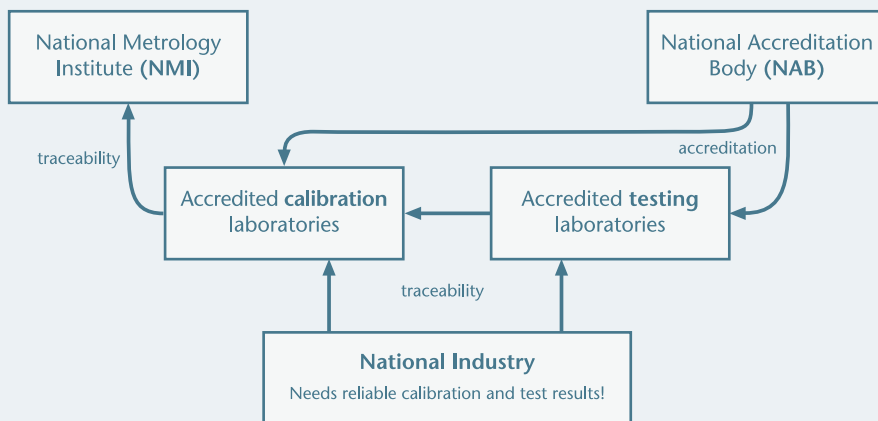 National Metrology
Institute (NMI)
National Accreditation
Body (NAB)
traceability
accreditation
Accredited calibration
laboratories
Accredited testing
laboratories
traceability
National Industry
Needs reliable calibration and test results!